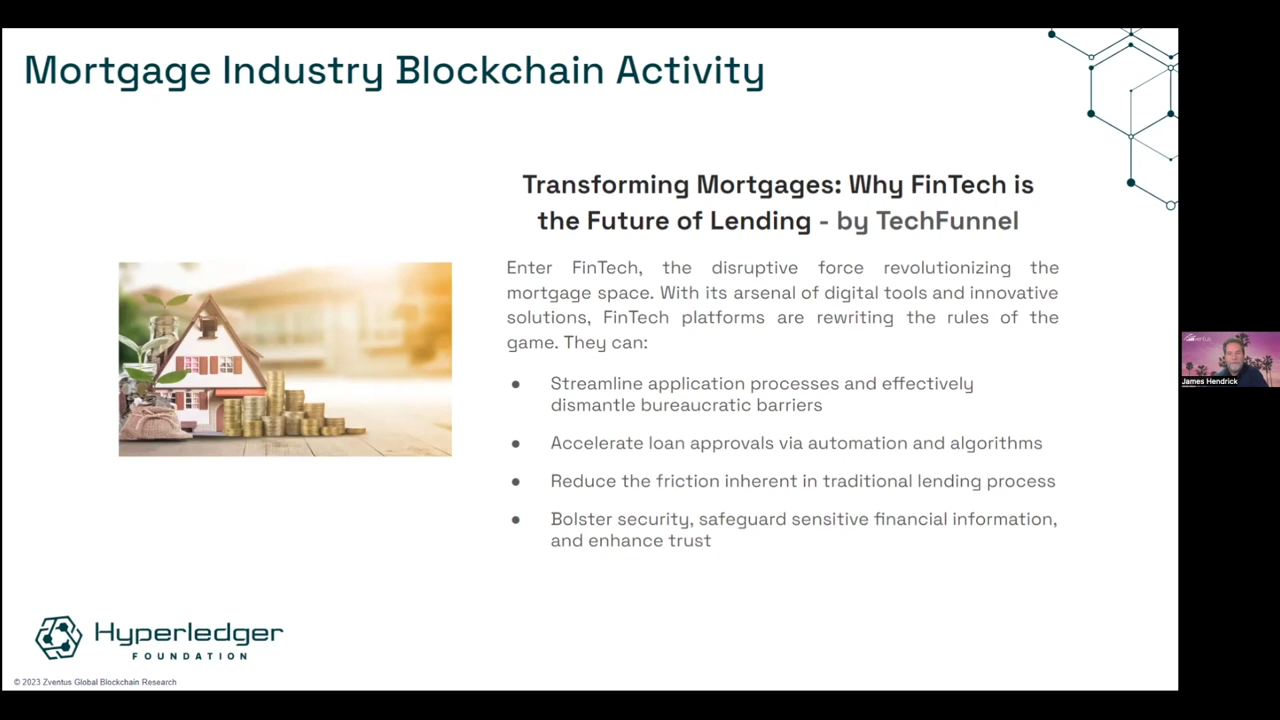 Mortgage Industry Blockchain Activity
Transforming Mortgages: Why FinTech is
the Future of Lending - by TechFunnel
Enter FinTech, the disruptive force revolutionizing the
mortgage space. With its arsenal of digital tools and innovative
solutions, FinTech platforms are rewriting the rules of the
game. They can:
● Streamline application processes and effectively
dismantle bureaucratic barriers
● Accelerate loan approvals via automation and algorithms
● Reduce the friction inherent in traditional lending process
● Bolster security, safeguard sensitive financial information,
and enhance trust
James Hendrick
Hyperledger
FOUNDATION
© 2023 Zventus Global Blockchain Research